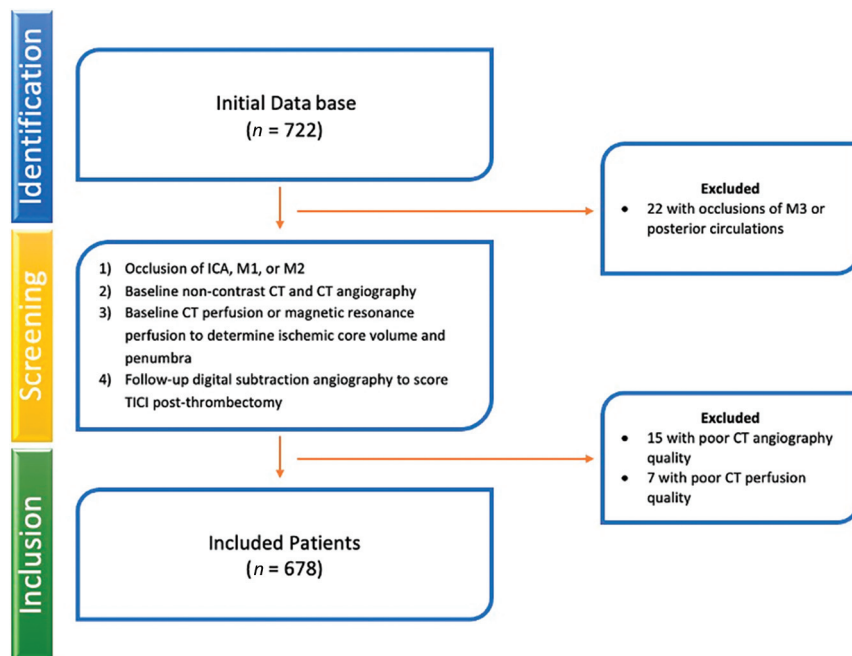 Identification
Initial Data base
(n = 722)
Excluded
• 22 with occlusions of M3 or
posterior circulations
Screening
1) Occlusion of ICA, M1, or M2
2) Baseline non-contrast CT and CT angiography
3) Baseline CT perfusion or magnetic resonance
perfusion to determine ischemic core volume and
penumbra
4) Follow-up digital subtraction angiography to score
TICI post-thrombectomy
Excluded
• 15 with poor CT angiography
quality
• 7 with poor CT perfusion
quality
Inclusion
Included Patients
(n = 678)